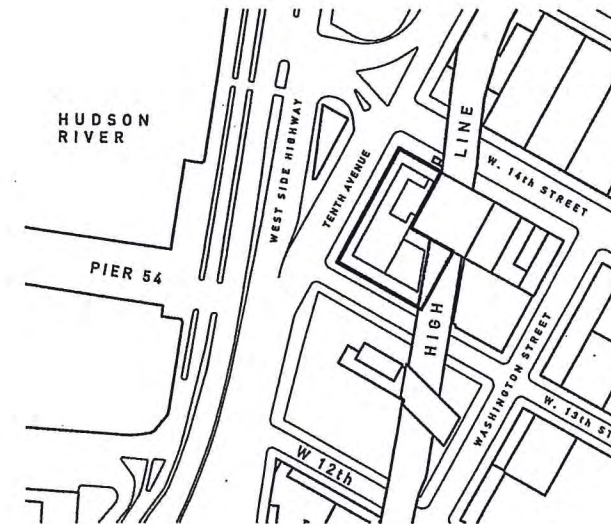 HUDSON
RIVER
WEST SIDE HIGHWAY
TENTH AVENUE
LINE
W. 14th STREET
PIER 54
HIGH
WASHINGTON STREET
W. 13th ST
W 12th